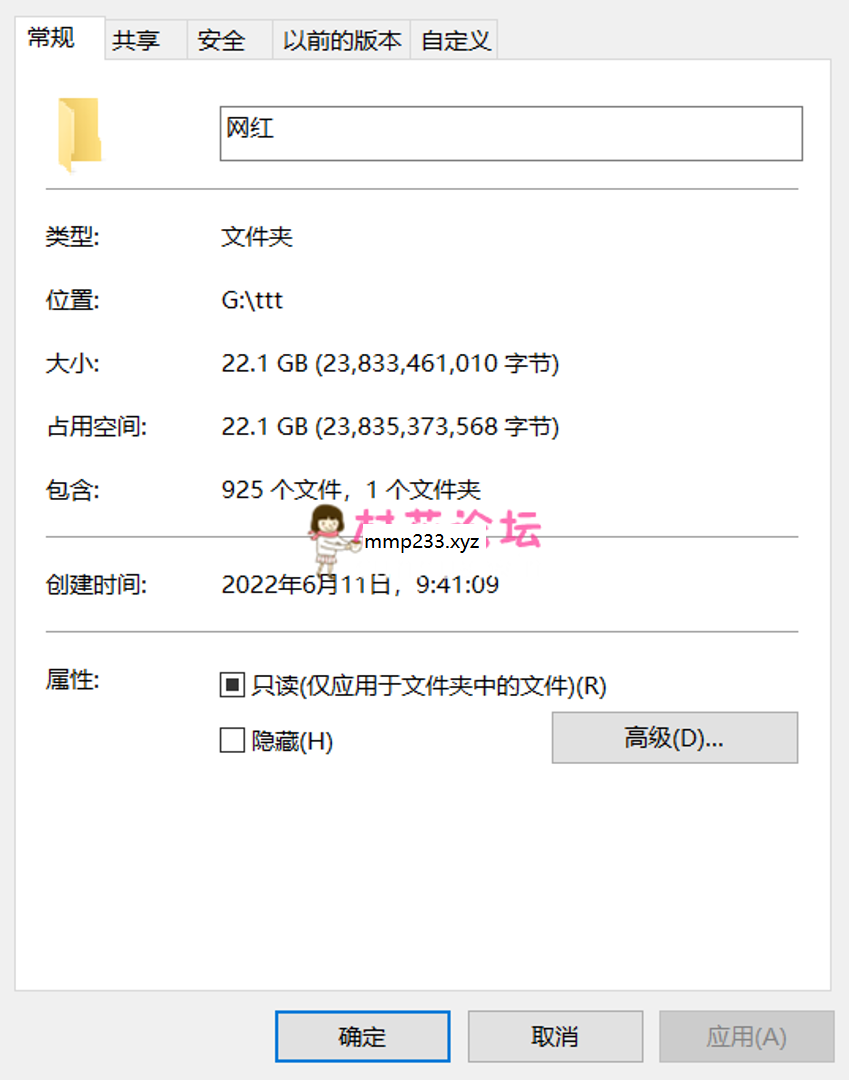 常规 共享 安全 以前的版本 自定义
网红
类型: 文件夹
位置: G:\ttt
大小: 22.1 GB (23,833,461,010 字节)
占用空间: 22.1 GB (23,835,373,568 字节)
包含: 925 个文件，1 个文件夹
论坛
mmp233.xyz
创建时间: 2022年6月11日，9:41:09
属性: 只读(仅应用于文件夹中的文件)(R)
隐藏(H) 高级(D)...
确定 取消 应用(A)